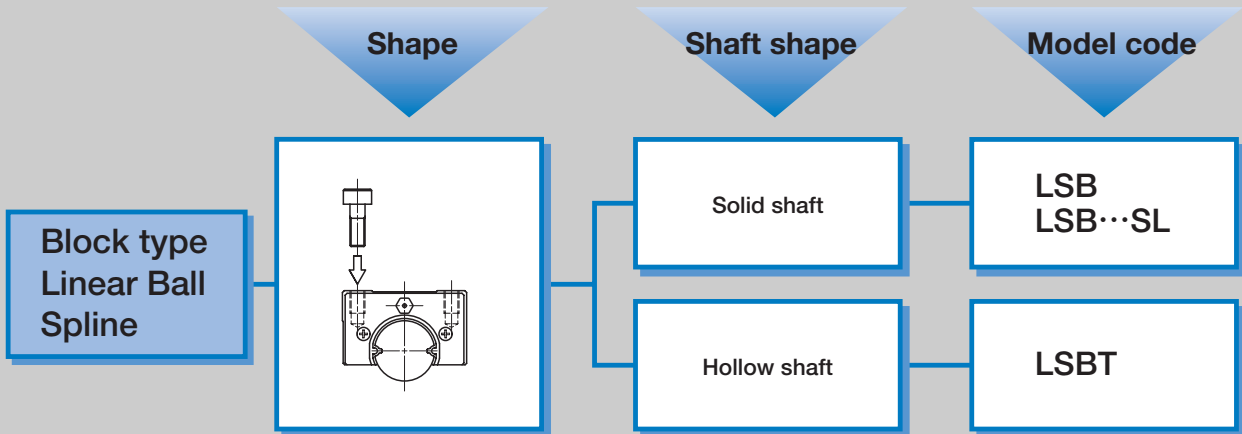 Shape
Shaft shape
Model code
Block type
Linear Ball
Spline
Solid shaft
LSB
LSB···SL
Hollow shaft
LSBT